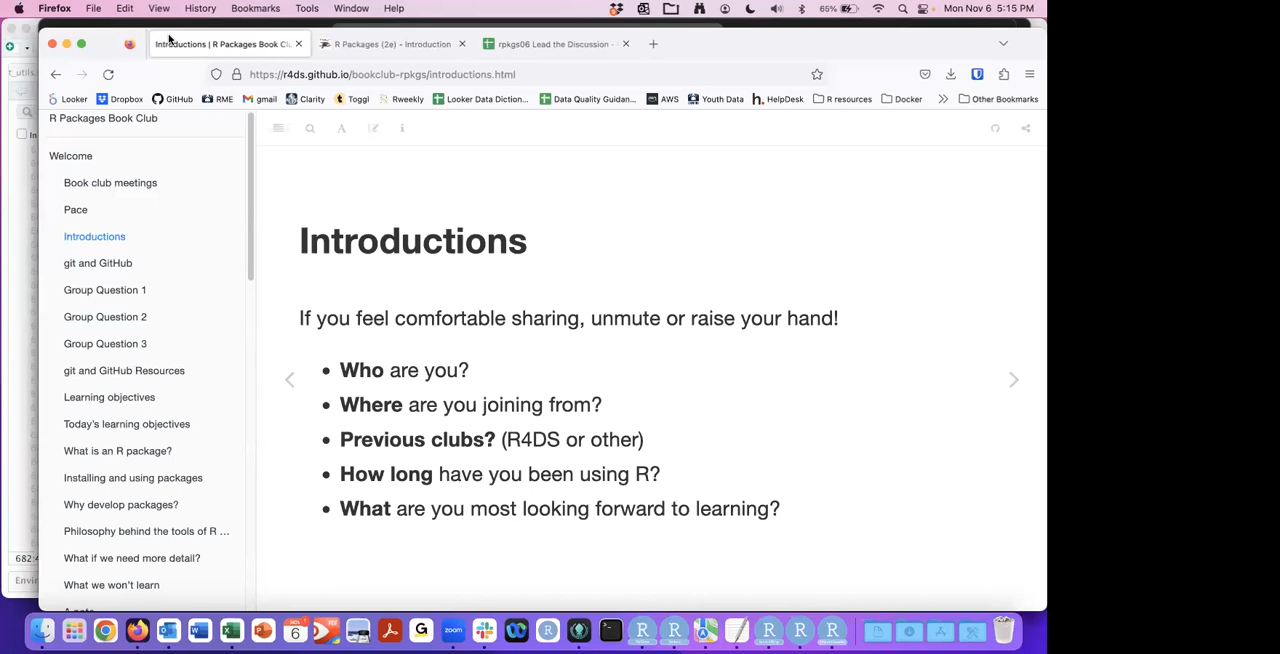 Firefox File Edit View History Bookmarks Tools Window Help 65% Mon Nov 6 5:15 PM
Introductions | R Packages Book Cl
R Packages (2e) - Introduction
rpkgs06 Lead the Discussion -
https://r4ds.github.io/bookclub-rpkgs/introductions.html
Looker Dropbox GitHub RME gmail Clarity Toggl Rweekly Looker Data Diction... Data Quality Guidan... AWS Youth Data HelpDesk R resources Docker Other Bookmarks
R Packages Book Club
Welcome
Book club meetings
Pace
Introductions
git and GitHub
Group Question 1
Group Question 2
Group Question 3
git and GitHub Resources
Learning objectives
Today's learning objectives
What is an R package?
Installing and using packages
Why develop packages?
Philosophy behind the tools of R ...
What if we need more detail?
What we won't learn
Introductions
If you feel comfortable sharing, unmute or raise your hand!
• Who are you?
• Where are you joining from?
• Previous clubs? (R4DS or other)
• How long have you been using R?
• What are you most looking forward to learning?